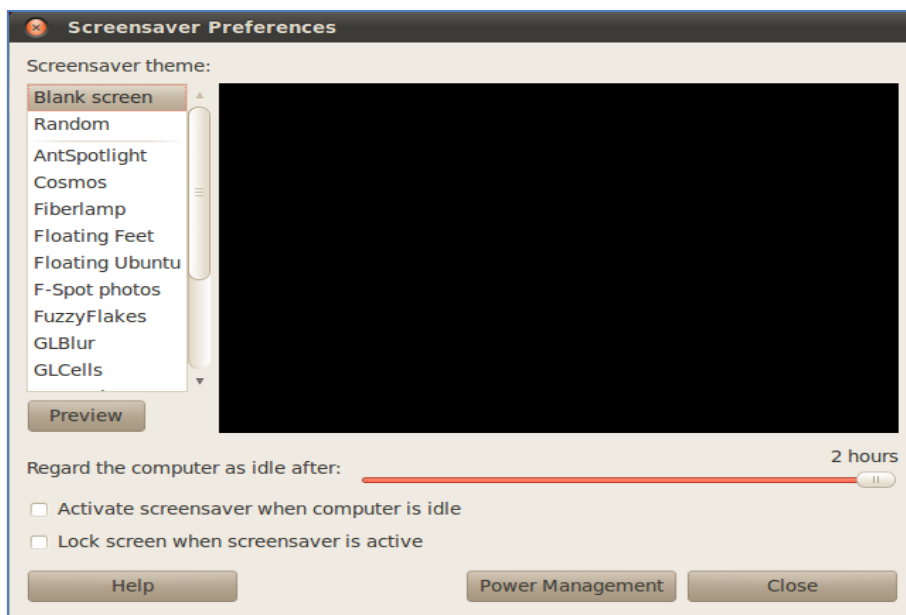 Screensaver Preferences
Screensaver theme:
Blank screen
Random
AntSpotlight
Cosmos
Fiberlamp
Floating Feet
Floating Ubuntu
F-Spot photos
FuzzyFlakes
GLBlur
GLCells
Preview
2 hours
Regard the computer as idle after:
Activate screensaver when computer is idle
Lock screen when screensaver is active
Help Power Management Close